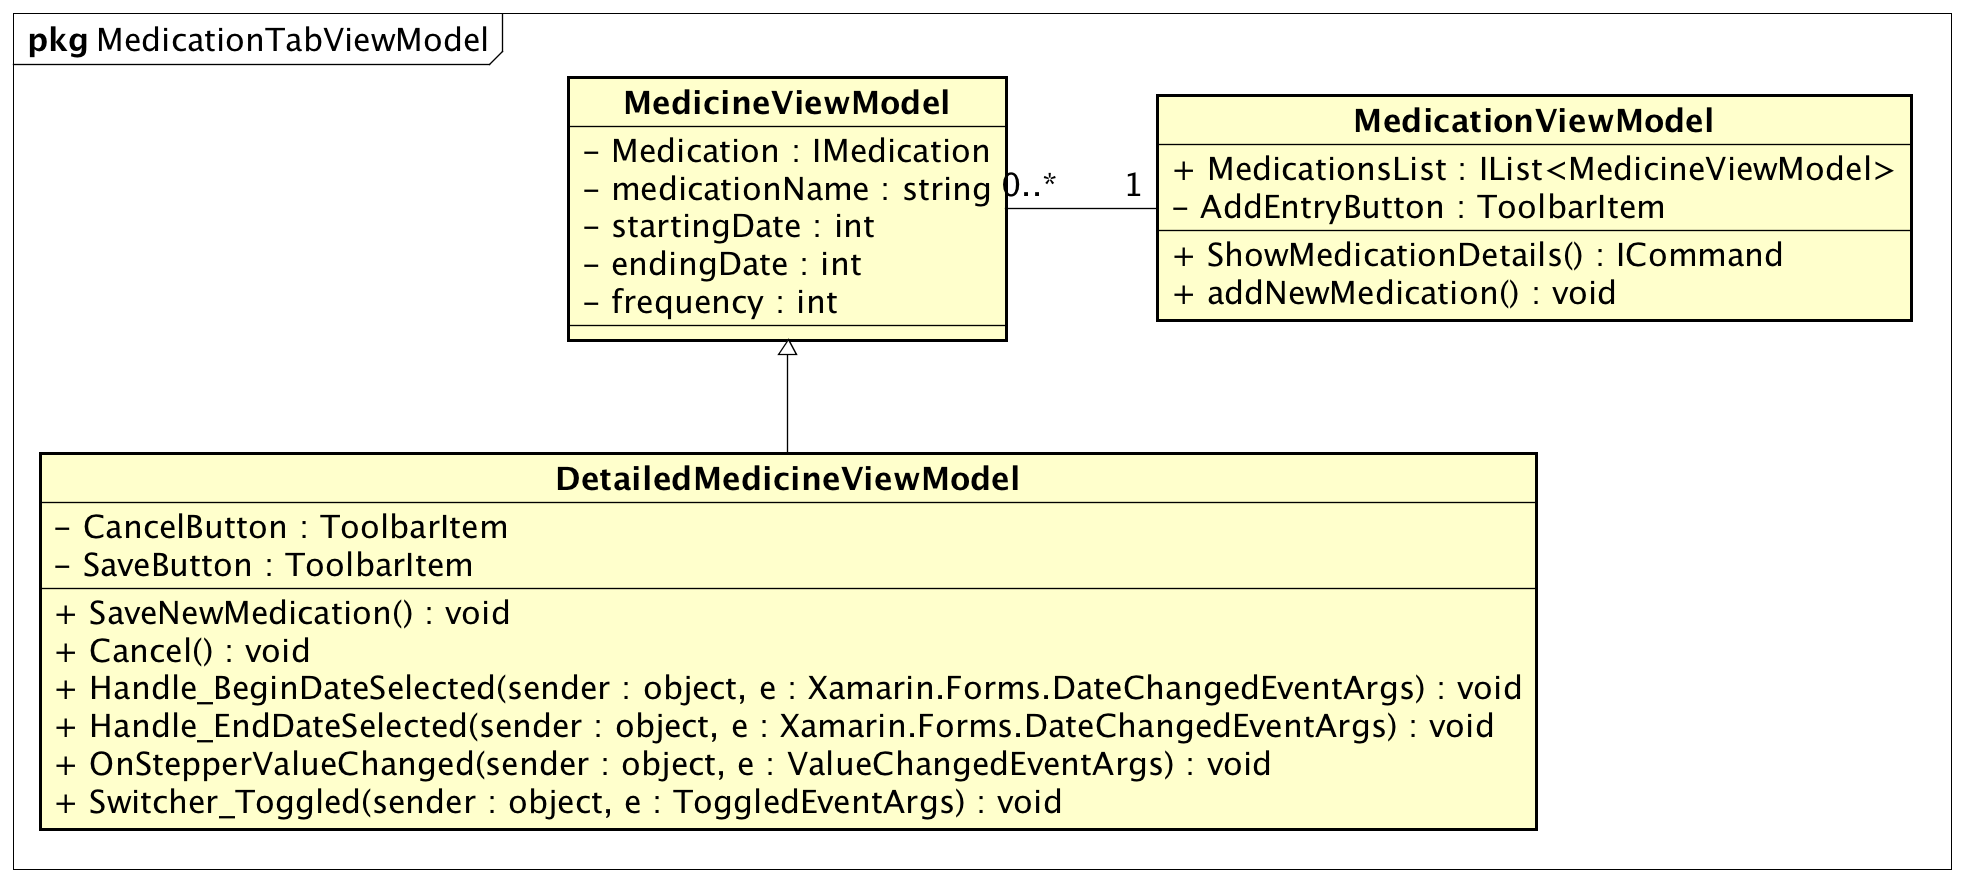 pkg MedicationTabViewModel
MedicineViewModel
– Medication : IMedication
– medicationName : string
– startingDate : int
– endingDate : int
– frequency : int
0..*
1
MedicationViewModel
+ MedicationsList : IList<MedicineViewModel>
– AddEntryButton : ToolbarItem
+ ShowMedicationDetails() : ICommand
+ addNewMedication() : void
DetailedMedicineViewModel
– CancelButton : ToolbarItem
– SaveButton : ToolbarItem
+ SaveNewMedication() : void
+ Cancel() : void
+ Handle_BeginDateSelected(sender : object, e : Xamarin.Forms.DateChangedEventArgs) : void
+ Handle_EndDateSelected(sender : object, e : Xamarin.Forms.DateChangedEventArgs) : void
+ OnStepperValueChanged(sender : object, e : ValueChangedEventArgs) : void
+ Switcher_Toggled(sender : object, e : ToggledEventArgs) : void